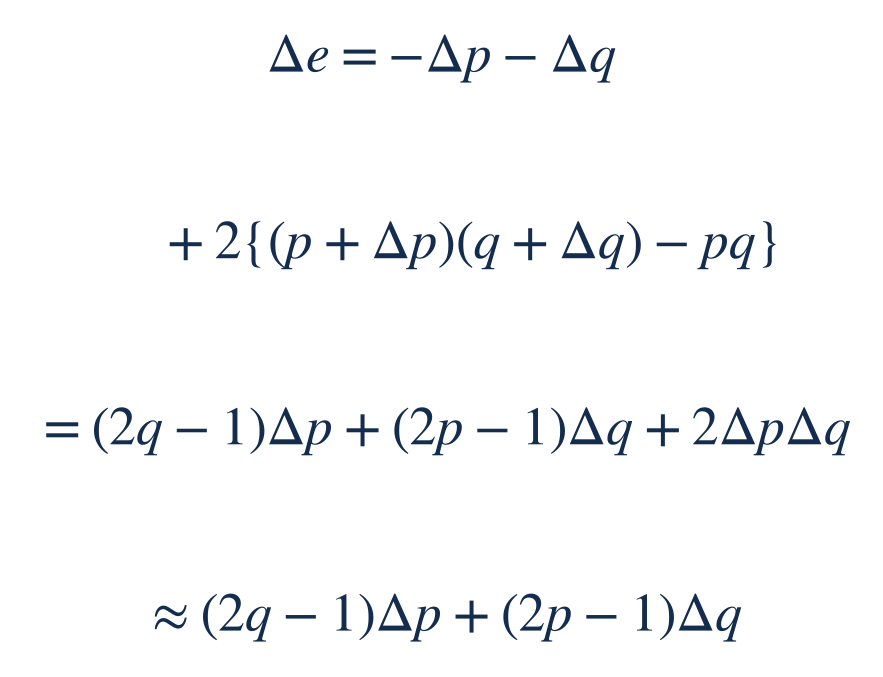 Δe = −Δp − Δq
+ 2{(p + Δp)(q + Δq) − pq}
= (2q − 1)Δp + (2p − 1)Δq + 2ΔpΔq
≈ (2q − 1)Δp + (2p − 1)Δq